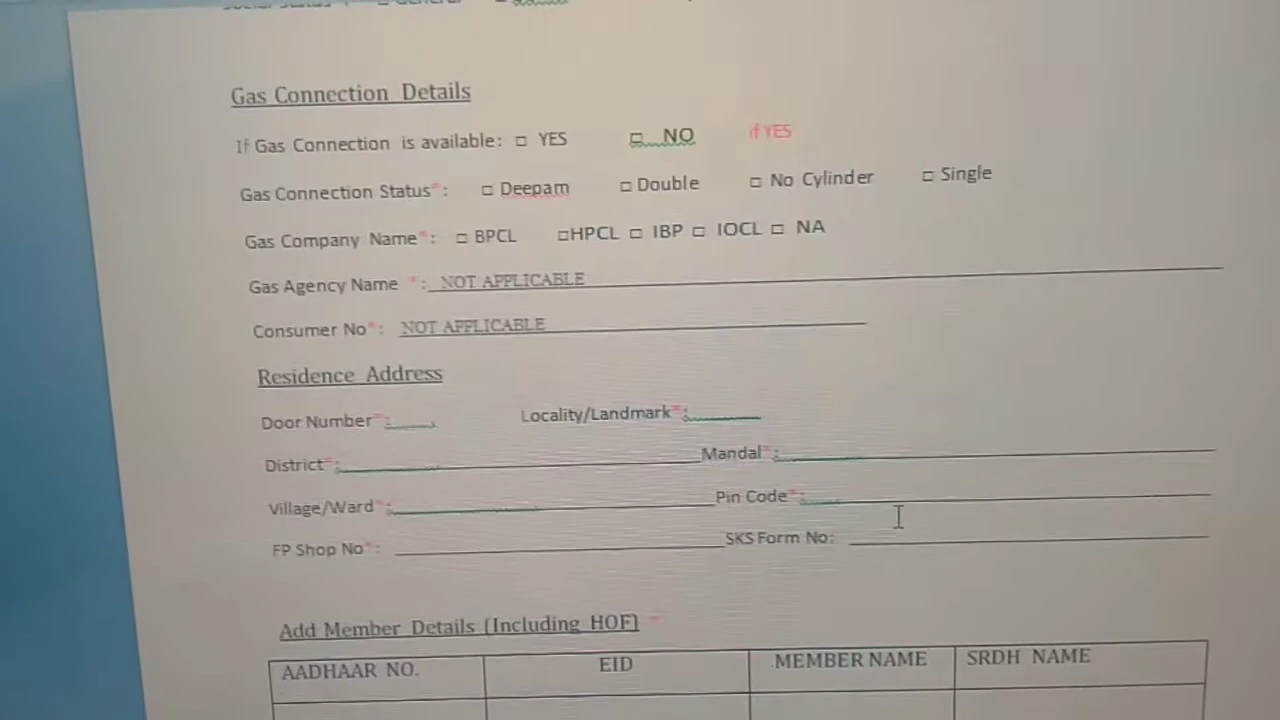 Social Status : □ General
Gas Connection Details
If Gas Connection is available: □ YES □ NO if YES
Gas Connection Status*: □ Deepam □ Double □ No Cylinder □ Single
Gas Company Name*: □ BPCL □HPCL □ IBP □ IOCL □ NA
Gas Agency Name *: NOT APPLICABLE
Consumer No*: NOT APPLICABLE
Residence Address
Door Number*: Locality/Landmark*:
District*: Mandal*:
Village/Ward*: Pin Code*:
FP Shop No*: SKS Form No:
Add Member Details (Including HOF) *
AADHAAR NO. EID MEMBER NAME SRDH NAME